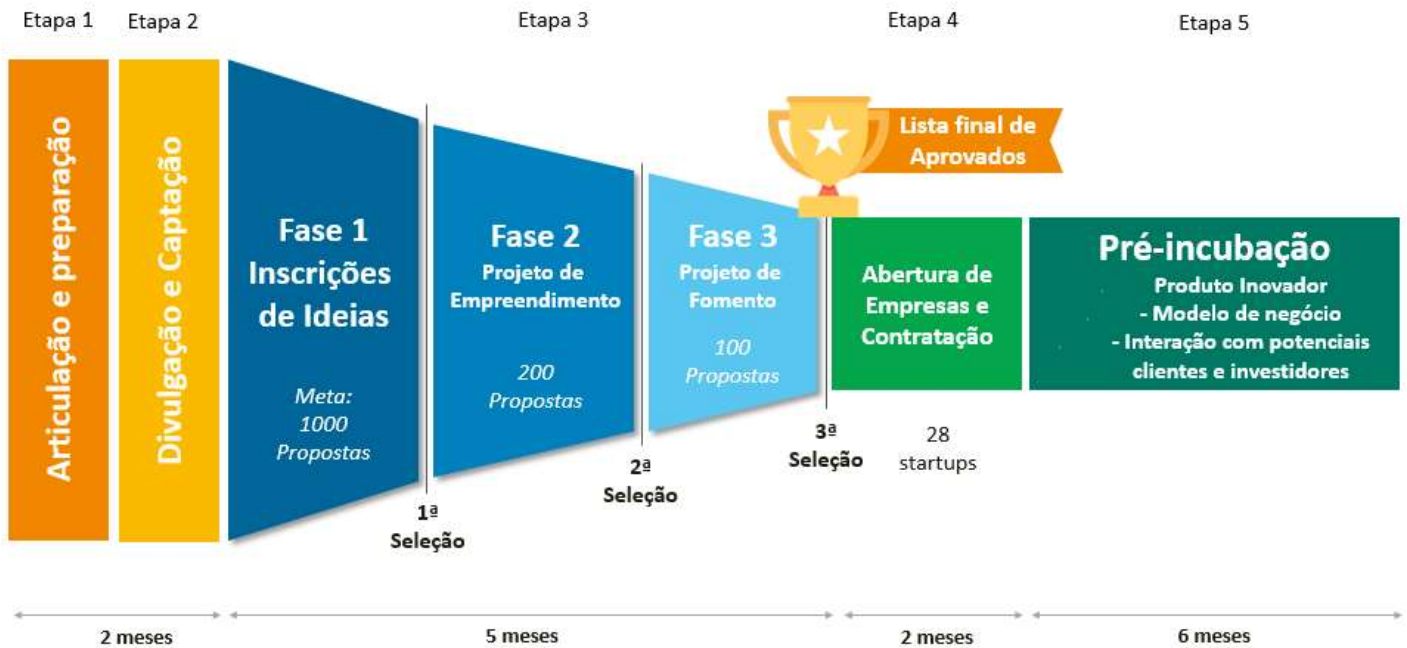 Etapa 1
Etapa 2
Etapa 3
Etapa 4
Etapa 5
Articulação e preparação
Divulgação e Captação
Fase 1
Inscrições
de Ideias
Meta:
1000
Propostas
1ª
Seleção
Fase 2
Projeto de
Empreendimento
200
Propostas
2ª
Seleção
Fase 3
Projeto de
Fomento
100
Propostas
3ª
Seleção
Lista final de
Aprovados
Abertura de
Empresas e
Contratação
28
startups
Pré-incubação
Produto Inovador
- Modelo de negócio
- Interação com potenciais
clientes e investidores
2 meses
5 meses
2 meses
6 meses